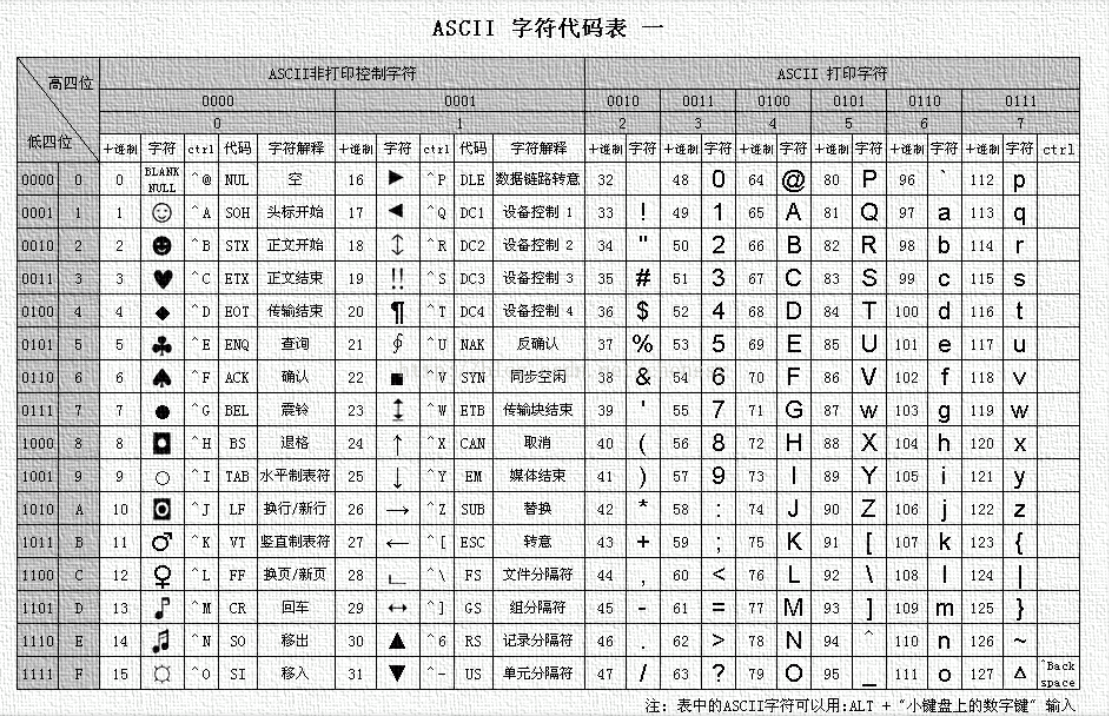 ASCII 字符代码表 一
高四位 ASCII非打印控制字符 ASCII 打印字符
0000 0001 0010 0011 0100 0101 0110 0111
0 1 2 3 4 5 6 7
低四位 十进制 字符 ctrl 代码 字符解释 十进制 字符 ctrl 代码 字符解释 十进制 字符 十进制 字符 十进制 字符 十进制 字符 十进制 字符 十进制 字符 ctrl
0000 0 0 BLANK NULL ^@ NUL 空 16 ► ^P DLE 数据链路转意 32 48 0 64 @ 80 P 96 ` 112 p
0001 1 1 ☺ ^A SOH 头标开始 17 ◄ ^Q DC1 设备控制 1 33 ! 49 1 65 A 81 Q 97 a 113 q
0010 2 2 ☻ ^B STX 正文开始 18 ↕ ^R DC2 设备控制 2 34 " 50 2 66 B 82 R 98 b 114 r
0011 3 3 ♥ ^C ETX 正文结束 19 ‼ ^S DC3 设备控制 3 35 # 51 3 67 C 83 S 99 c 115 s
0100 4 4 ♦ ^D EOT 传输结束 20 ¶ ^T DC4 设备控制 4 36 $ 52 4 68 D 84 T 100 d 116 t
0101 5 5 ♣ ^E ENQ 查询 21 ∮ ^U NAK 反确认 37 % 53 5 69 E 85 U 101 e 117 u
0110 6 6 ♠ ^F ACK 确认 22 ■ ^V SYN 同步空闲 38 & 54 6 70 F 86 V 102 f 118 v
0111 7 7 ● ^G BEL 震铃 23 ↨ ^W ETB 传输块结束 39 ' 55 7 71 G 87 w 103 g 119 w
1000 8 8 ◘ ^H BS 退格 24 ↑ ^X CAN 取消 40 ( 56 8 72 H 88 X 104 h 120 x
1001 9 9 ○ ^I TAB 水平制表符 25 ↓ ^Y EM 媒体结束 41 ) 57 9 73 I 89 Y 105 i 121 y
1010 A 10 ◙ ^J LF 换行/新行 26 → ^Z SUB 替换 42 * 58 : 74 J 90 Z 106 j 122 z
1011 B 11 ♂ ^K VT 竖直制表符 27 ← ^[ ESC 转意 43 + 59 ; 75 K 91 [ 107 k 123 {
1100 C 12 ♀ ^L FF 换页/新页 28 ∟ ^\ FS 文件分隔符 44 , 60 < 76 L 92 \ 108 l 124 |
1101 D 13 ♪ ^M CR 回车 29 ↔ ^] GS 组分隔符 45 - 61 = 77 M 93 ] 109 m 125 }
1110 E 14 ♫ ^N SO 移出 30 ▲ ^6 RS 记录分隔符 46 . 62 > 78 N 94 ^ 110 n 126 ~
1111 F 15 ☼ ^O SI 移入 31 ▼ ^- US 单元分隔符 47 / 63 ? 79 O 95 _ 111 o 127 Δ ^Back space
注: 表中的ASCII字符可以用:ALT + "小键盘上的数字键" 输入